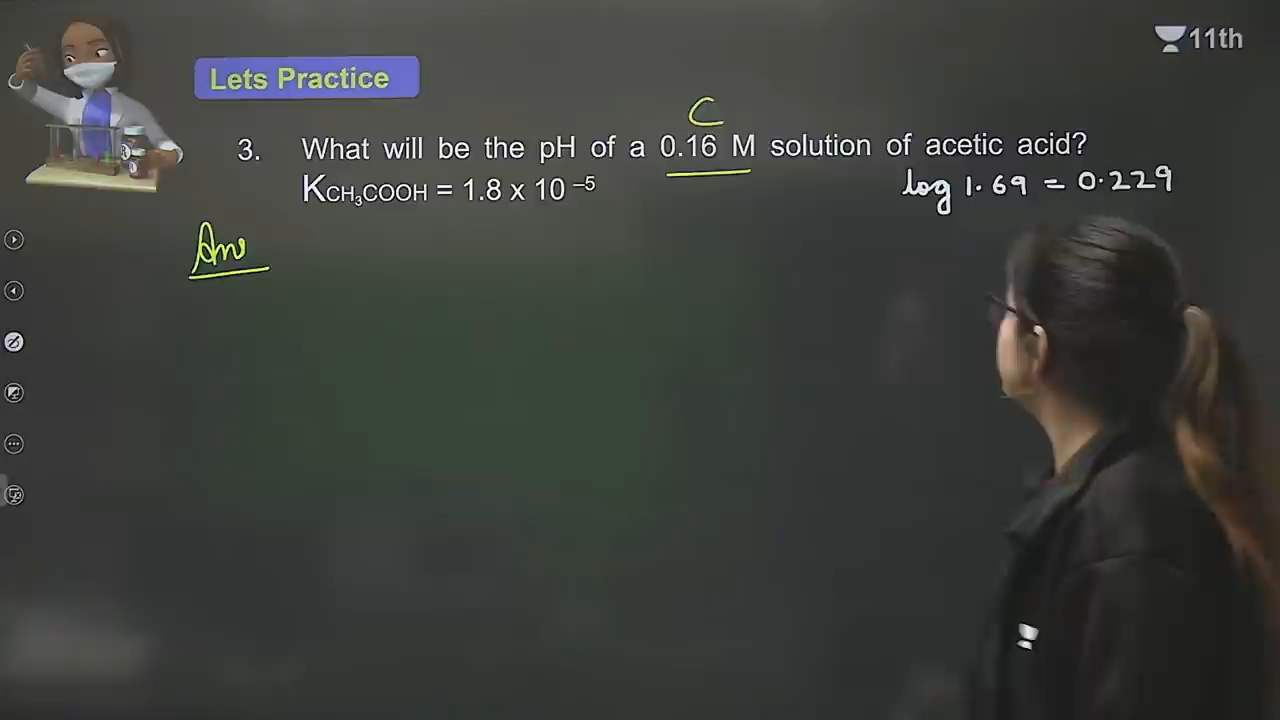 11th
Lets Practice
C
3. What will be the pH of a 0.16 M solution of acetic acid?
KCH₃COOH = 1.8 x 10 –5
log 1.69 = 0.229
Ans